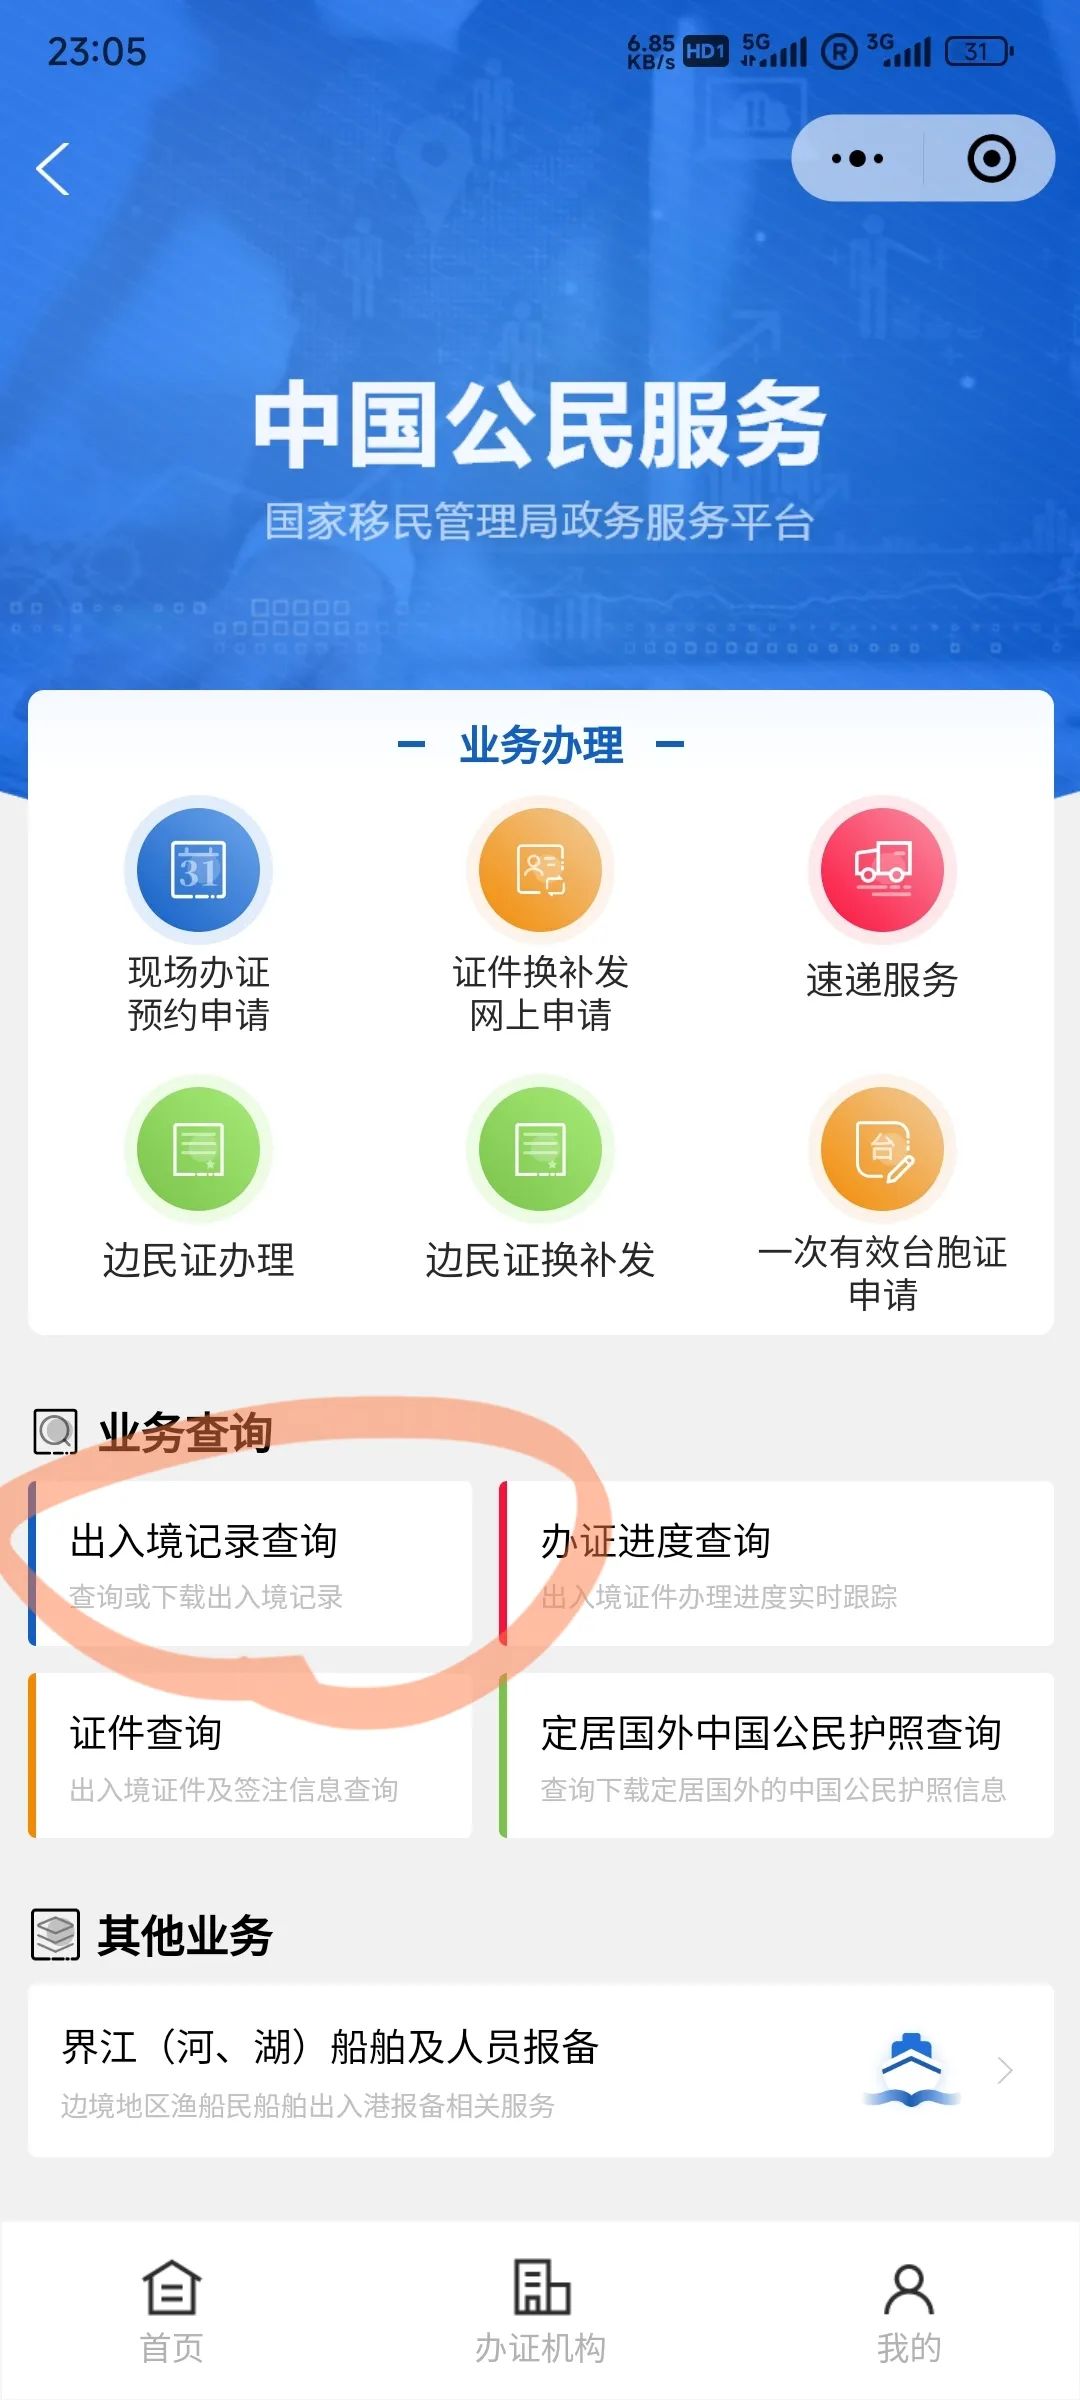 23:05
6.85 KB/s HD1 5G R 3G 31
中国公民服务
国家移民管理局政务服务平台
业务办理
31
现场办证
预约申请
证件换补发
网上申请
速递服务
台
边民证办理
边民证换补发
一次有效台胞证
申请
业务查询
出入境记录查询
查询或下载出入境记录
办证进度查询
出入境证件办理进度实时跟踪
证件查询
出入境证件及签注信息查询
定居国外中国公民护照查询
查询下载定居国外的中国公民护照信息
其他业务
界江（河、湖）船舶及人员报备
边境地区渔船民船舶出入港报备相关服务
首页
办证机构
我的